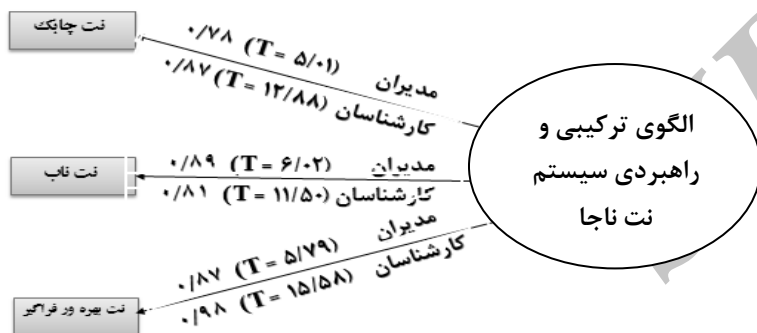 نت چابک
مدیران ۰/۷۸ (T = ۵/۰۱)
کارشناسان ۰/۸۷ (T = ۱۲/۸۸)
الگوی ترکیبی و
راهبردی سیستم
نت ناجا
نت ناب
مدیران ۰/۸۹ (T = ۶/۰۲)
کارشناسان ۰/۸۱ (T = ۱۱/۵۰)
نت بهره ور فراگیر
مدیران ۰/۸۷ (T = ۵/۷۹)
کارشناسان ۰/۹۸ (T = ۱۵/۵۸)